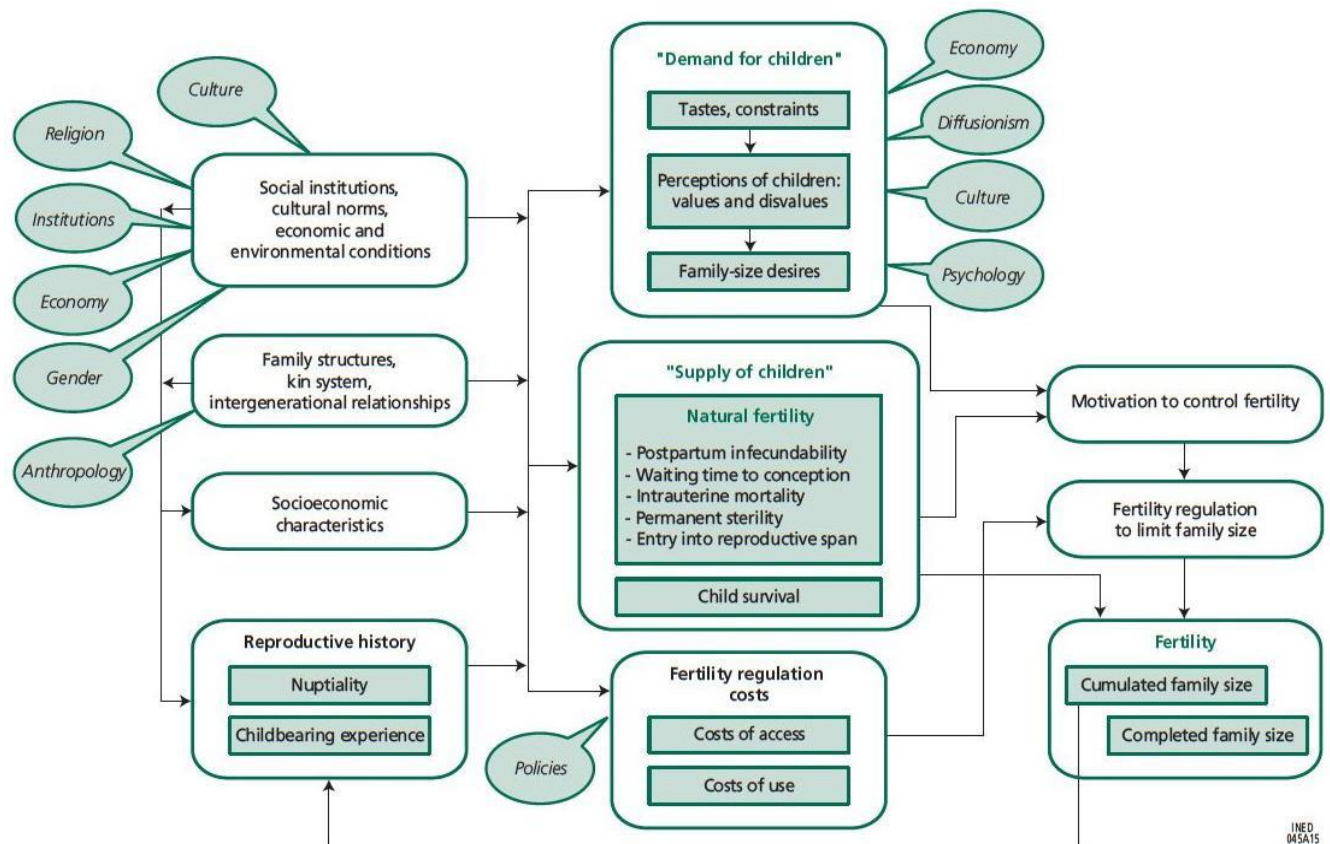 Culture
Religion
Institutions
Economy
Gender
Anthropology
Social institutions,
cultural norms,
economic and
environmental conditions
Family structures,
kin system,
intergenerational relationships
Socioeconomic
characteristics
Reproductive history
Nuptiality
Childbearing experience
"Demand for children"
Tastes, constraints
Perceptions of children:
values and disvalues
Family-size desires
Economy
Diffusionism
Culture
Psychology
"Supply of children"
Natural fertility
- Postpartum infecundability
- Waiting time to conception
- Intrauterine mortality
- Permanent sterility
- Entry into reproductive span
Child survival
Fertility regulation
costs
Costs of access
Costs of use
Policies
Motivation to control fertility
Fertility regulation
to limit family size
Fertility
Cumulated family size
Completed family size
INED
045A15